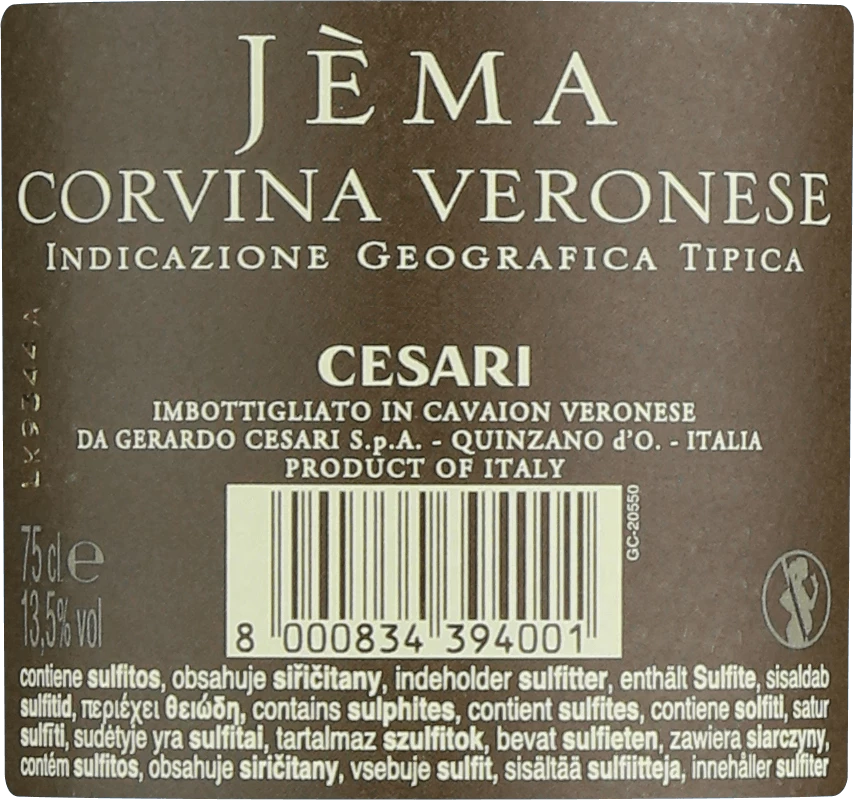 JÈMA
CORVINA VERONESE
INDICAZIONE GEOGRAFICA TIPICA
CESARI
IMBOTTIGLIATO IN CAVAION VERONESE
DA GERARDO CESARI S.p.A. - QUINZANO d'O. - ITALIA
PRODUCT OF ITALY
LK9344 A
GC-20550
75 cl e
13,5% vol
8 000834 394001
contiene sulfitos, obsahuje siřičitany, indeholder sulfitter, enthält Sulfite, sisaldab
sulfitid, περιέχει θειώδη, contains sulphites, contient sulfites, contiene solfiti, satur
sulfīti, sudėtyje yra sulfitai, tartalmaz szulfitok, bevat sulfieten, zawiera siarczyny,
contém sulfitos, obsahuje siričitany, vsebuje sulfit, sisältää sulfiitteja, innehåller sulfiter